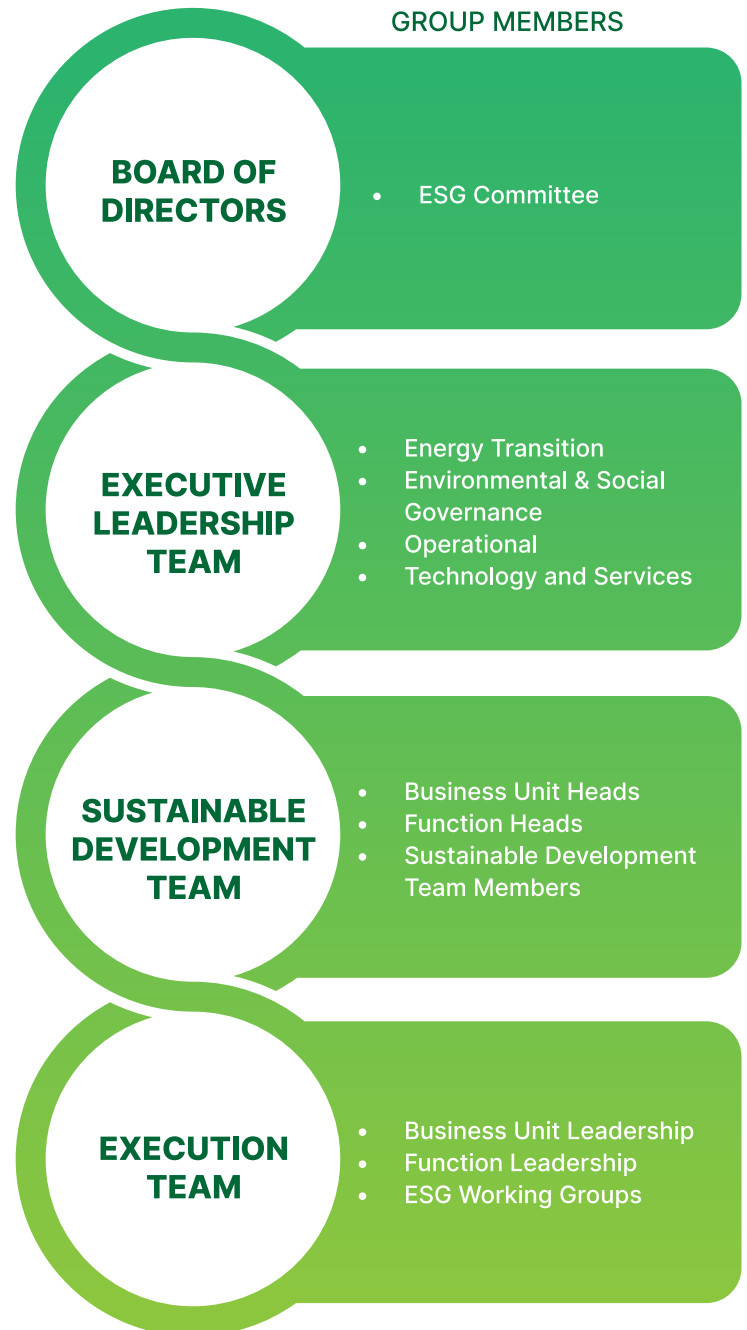 GROUP MEMBERS
BOARD OF
DIRECTORS
• ESG Committee
EXECUTIVE
LEADERSHIP
TEAM
• Energy Transition
• Environmental & Social
Governance
• Operational
• Technology and Services
SUSTAINABLE
DEVELOPMENT
TEAM
• Business Unit Heads
• Function Heads
• Sustainable Development
Team Members
EXECUTION
TEAM
• Business Unit Leadership
• Function Leadership
• ESG Working Groups